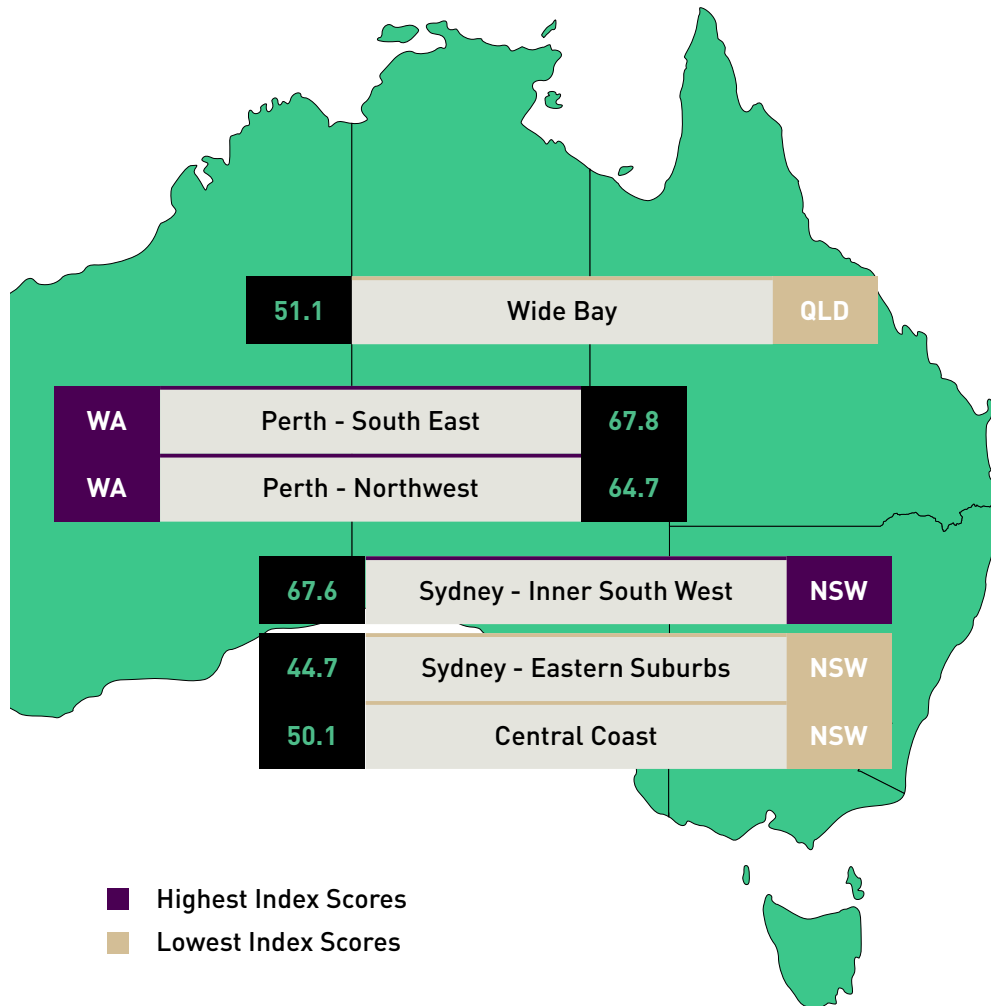 51.1 Wide Bay QLD
WA Perth - South East 67.8
WA Perth - Northwest 64.7
67.6 Sydney - Inner South West NSW
44.7 Sydney - Eastern Suburbs NSW
50.1 Central Coast NSW
Highest Index Scores
Lowest Index Scores